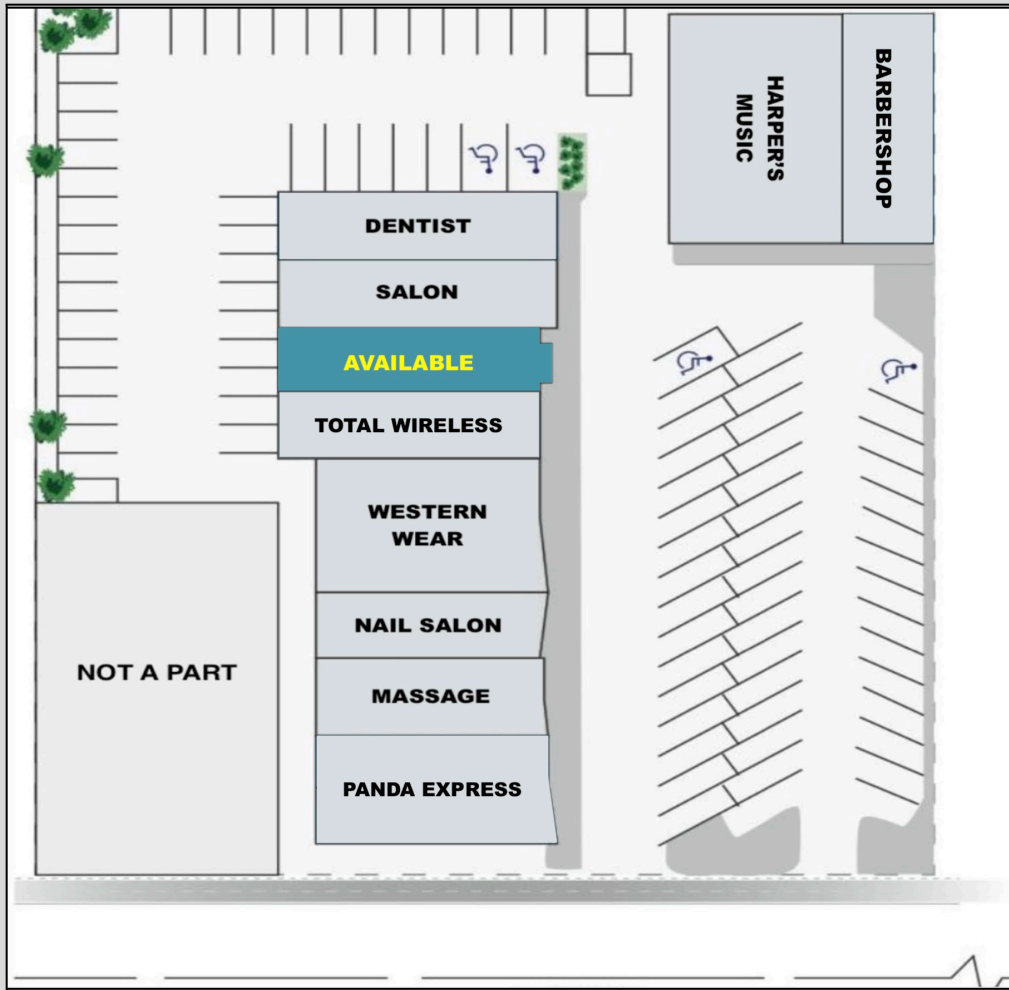 HARPER'S
MUSIC
BARBERSHOP
DENTIST
SALON
AVAILABLE
TOTAL WIRELESS
WESTERN
WEAR
NAIL SALON
NOT A PART
MASSAGE
PANDA EXPRESS